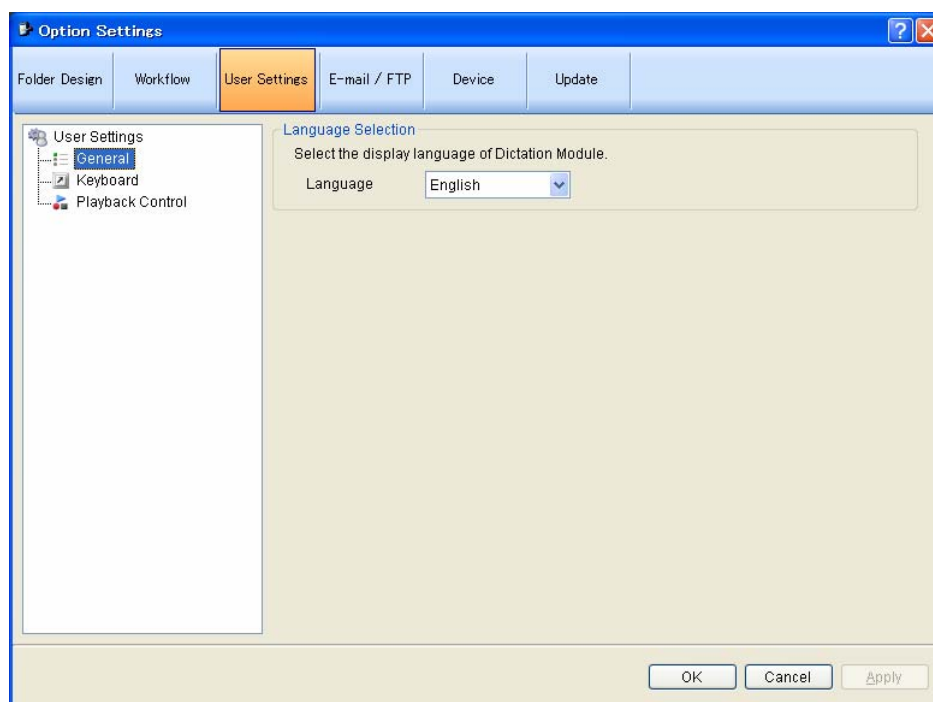 Option Settings
Folder Design Workflow User Settings E-mail / FTP Device Update
User Settings
General
Keyboard
Playback Control
Language Selection
Select the display language of Dictation Module.
Language English
OK Cancel Apply